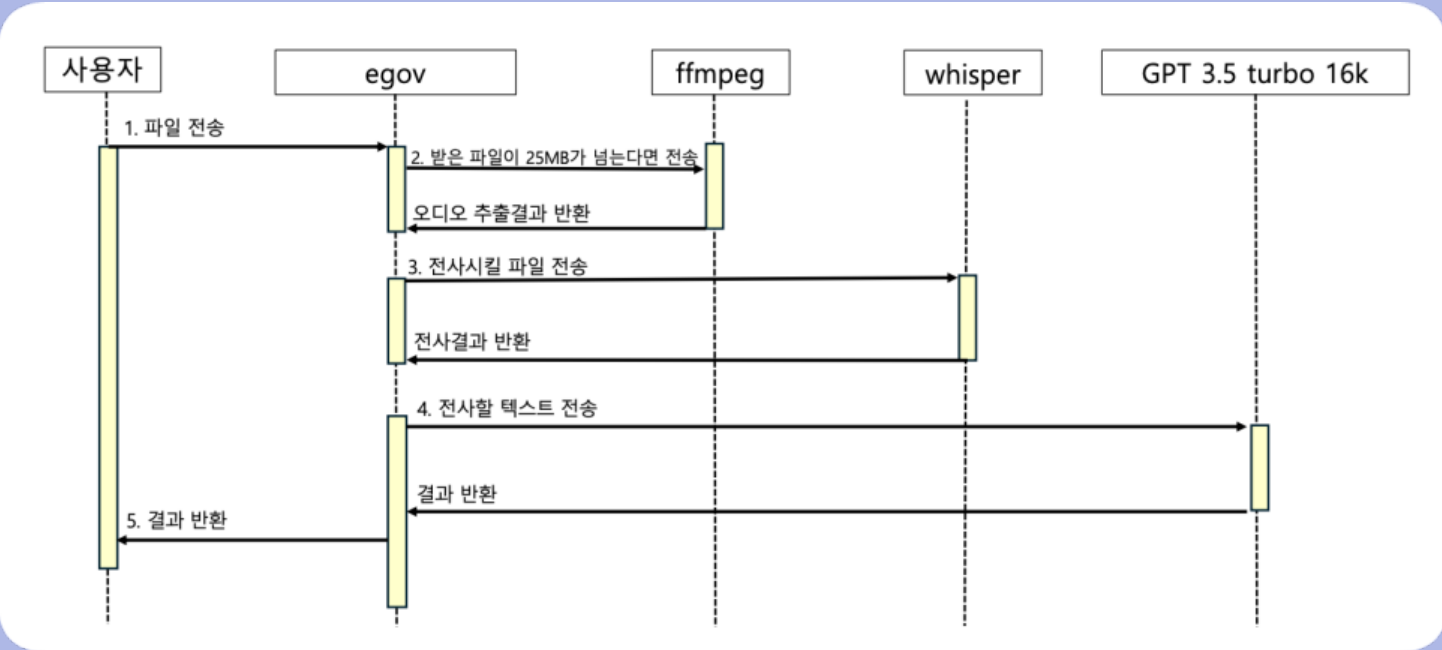 사용자
egov
ffmpeg
whisper
GPT 3.5 turbo 16k
1. 파일 전송
2. 받은 파일이 25MB가 넘는다면 전송
오디오 추출결과 반환
3. 전사시킬 파일 전송
전사결과 반환
4. 전사할 텍스트 전송
결과 반환
5. 결과 반환